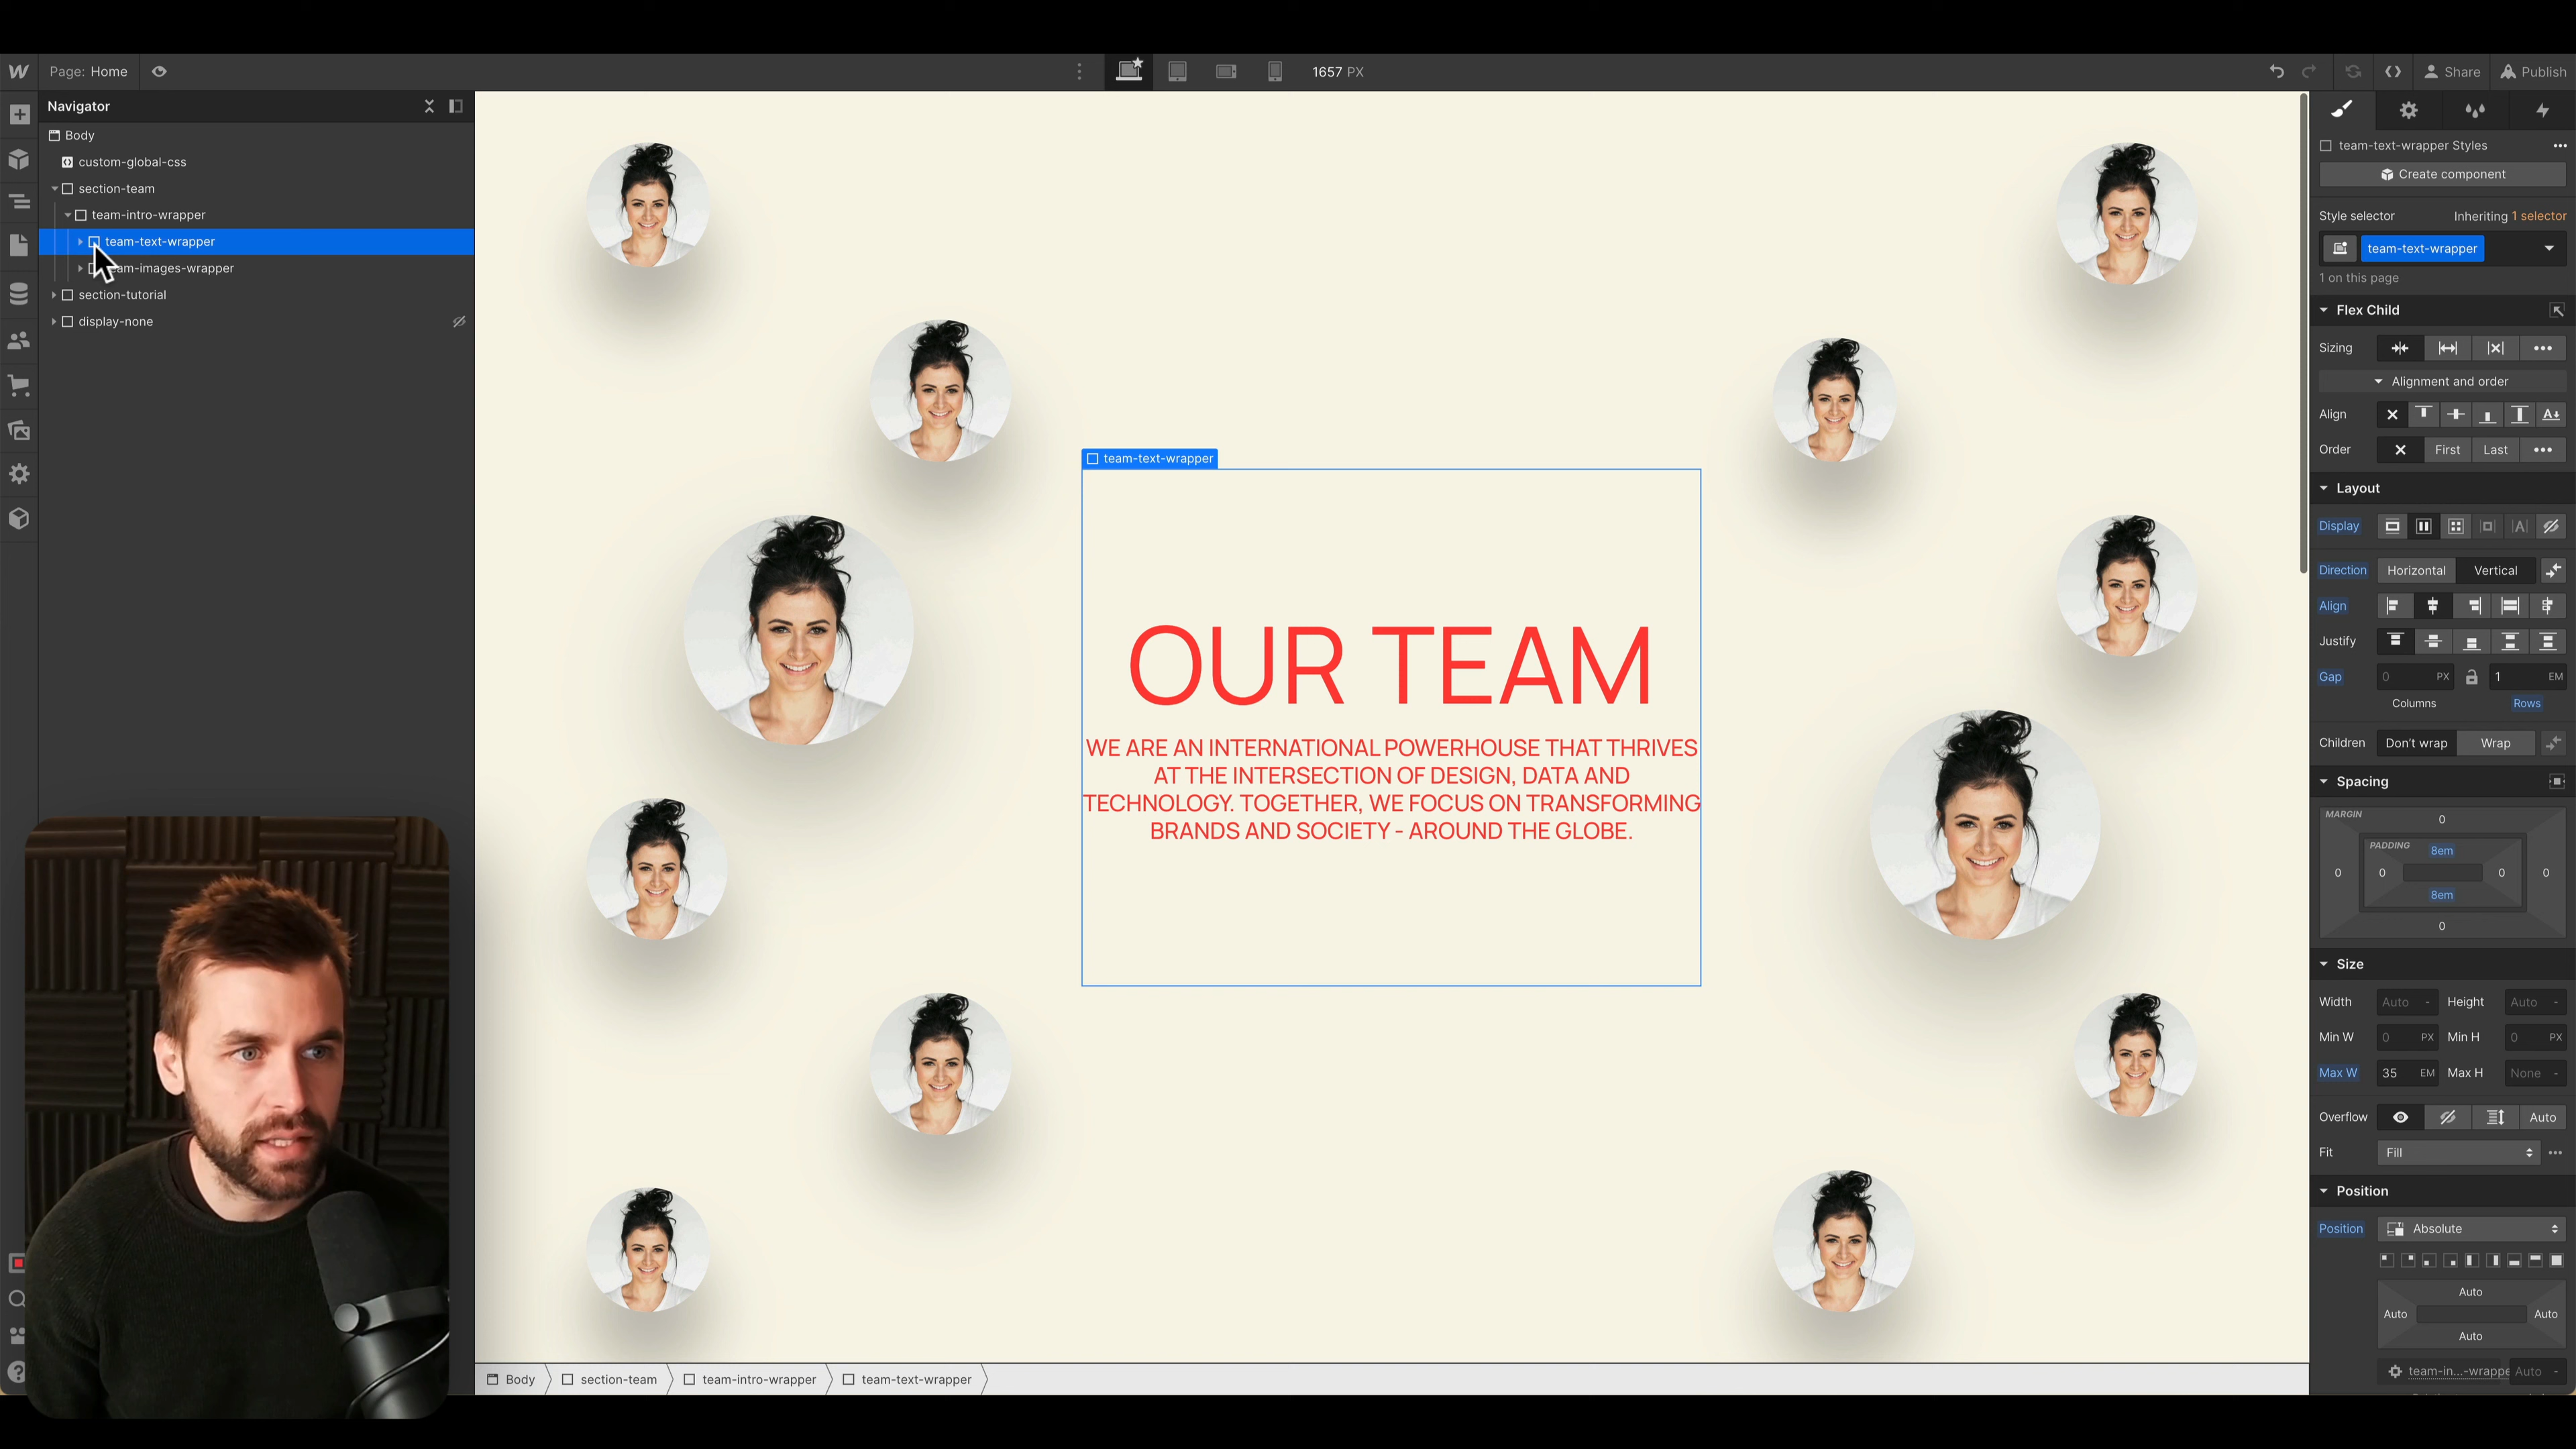 Page: Home
1657 PX
Share
Publish
Navigator
Body
custom-global-css
section-team
team-intro-wrapper
team-text-wrapper
am-images-wrapper
section-tutorial
display-none
team-text-wrapper
OUR TEAM
WE ARE AN INTERNATIONAL POWERHOUSE THAT THRIVES
AT THE INTERSECTION OF DESIGN, DATA AND
TECHNOLOGY. TOGETHER, WE FOCUS ON TRANSFORMING
BRANDS AND SOCIETY - AROUND THE GLOBE.
Body
section-team
team-intro-wrapper
team-text-wrapper
team-text-wrapper Styles
Create component
Style selector
Inheriting 1 selector
team-text-wrapper
1 on this page
Flex Child
Sizing
Alignment and order
Align
Order First Last
Layout
Display
Direction Horizontal Vertical
Align
Justify
Gap 0 PX 1 EM
Columns Rows
Children Don't wrap Wrap
Spacing
MARGIN
0
PADDING
8em
0 0 0 0
8em
0
Size
Width Auto - Height Auto -
Min W 0 PX Min H 0 PX
Max W 35 EM Max H None -
Overflow Auto
Fit Fill
Position
Position Absolute
Auto
Auto Auto
Auto
team-in...-wrappe Auto -